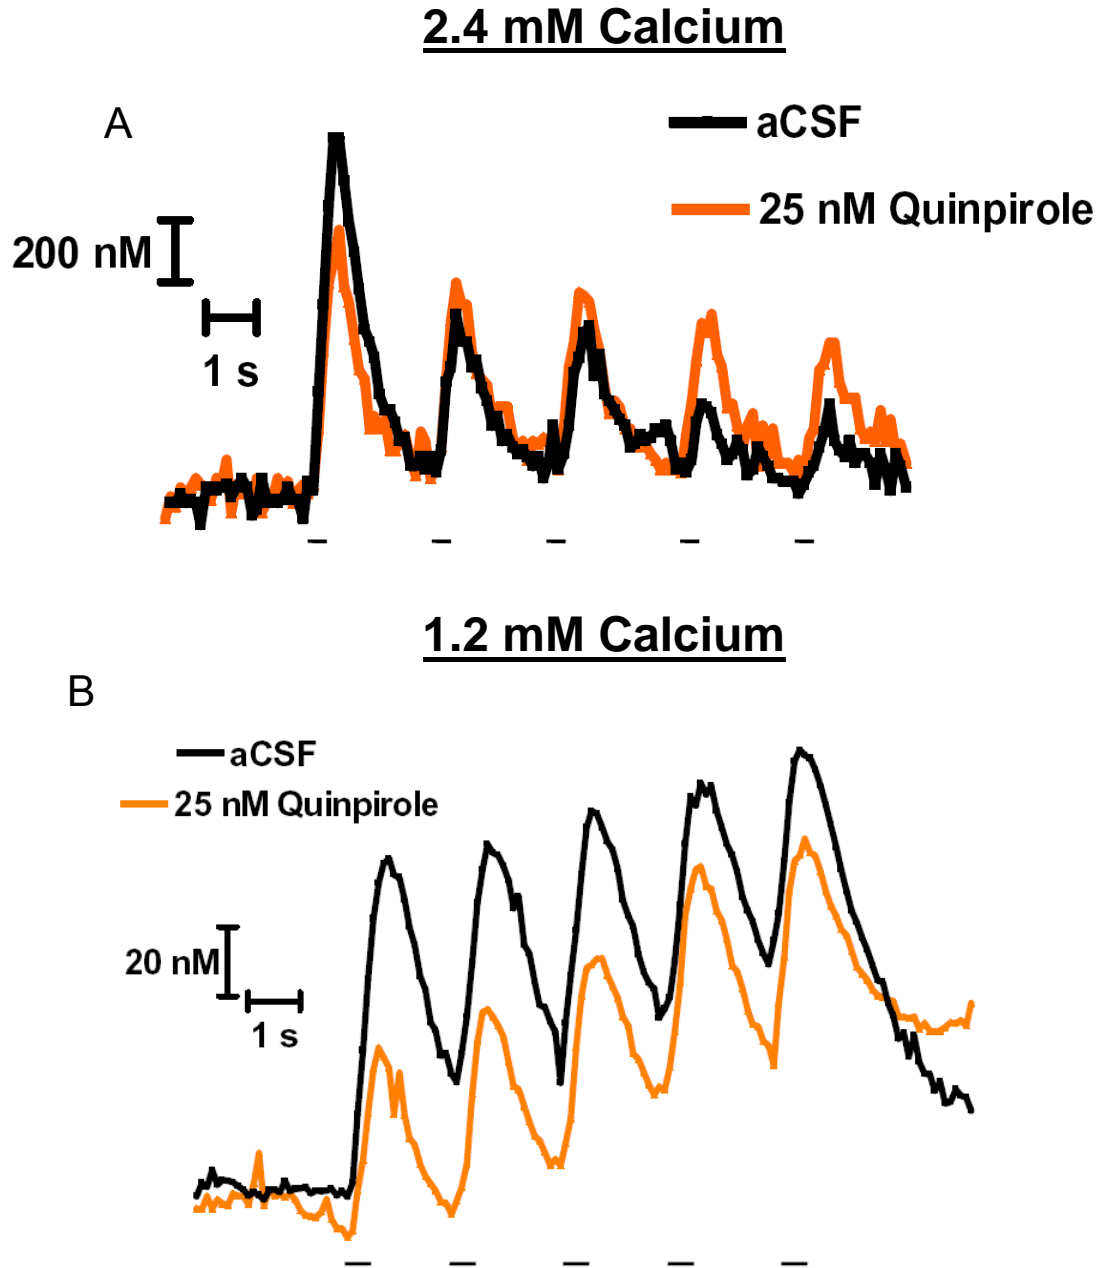 2.4 mM Calcium
A
aCSF
25 nM Quinpirole
200 nM
1 s
1.2 mM Calcium
B
aCSF
25 nM Quinpirole
20 nM
1 s